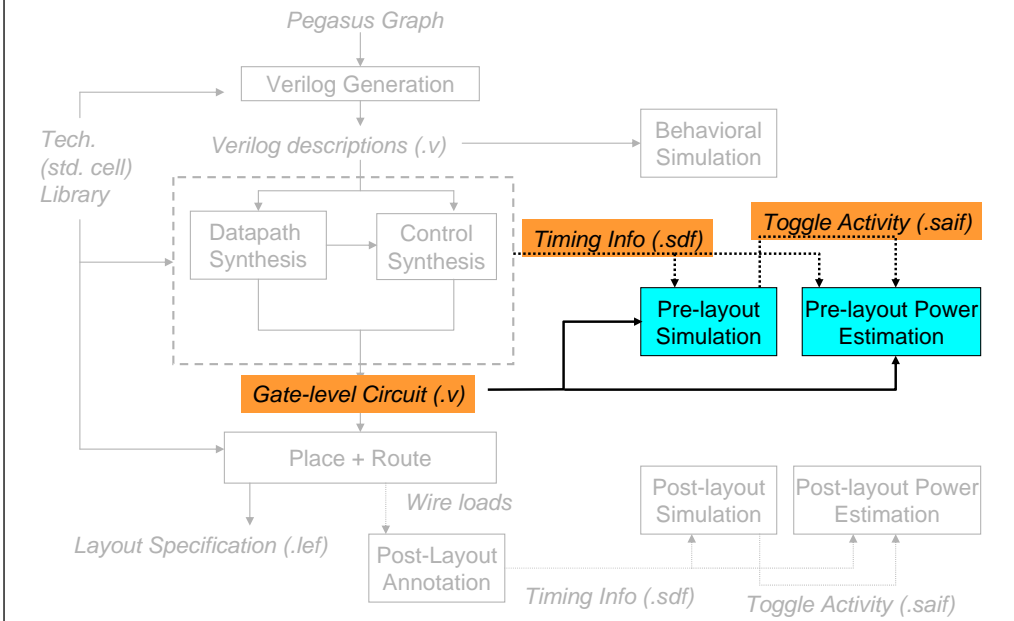 Pegasus Graph
Verilog Generation
Tech.
(std. cell)
Library
Verilog descriptions (.v)
Behavioral
Simulation
Datapath
Synthesis
Control
Synthesis
Timing Info (.sdf)
Toggle Activity (.saif)
Pre-layout
Simulation
Pre-layout Power
Estimation
Gate-level Circuit (.v)
Place + Route
Wire loads
Layout Specification (.lef)
Post-Layout
Annotation
Post-layout
Simulation
Post-layout Power
Estimation
Timing Info (.sdf)
Toggle Activity (.saif)